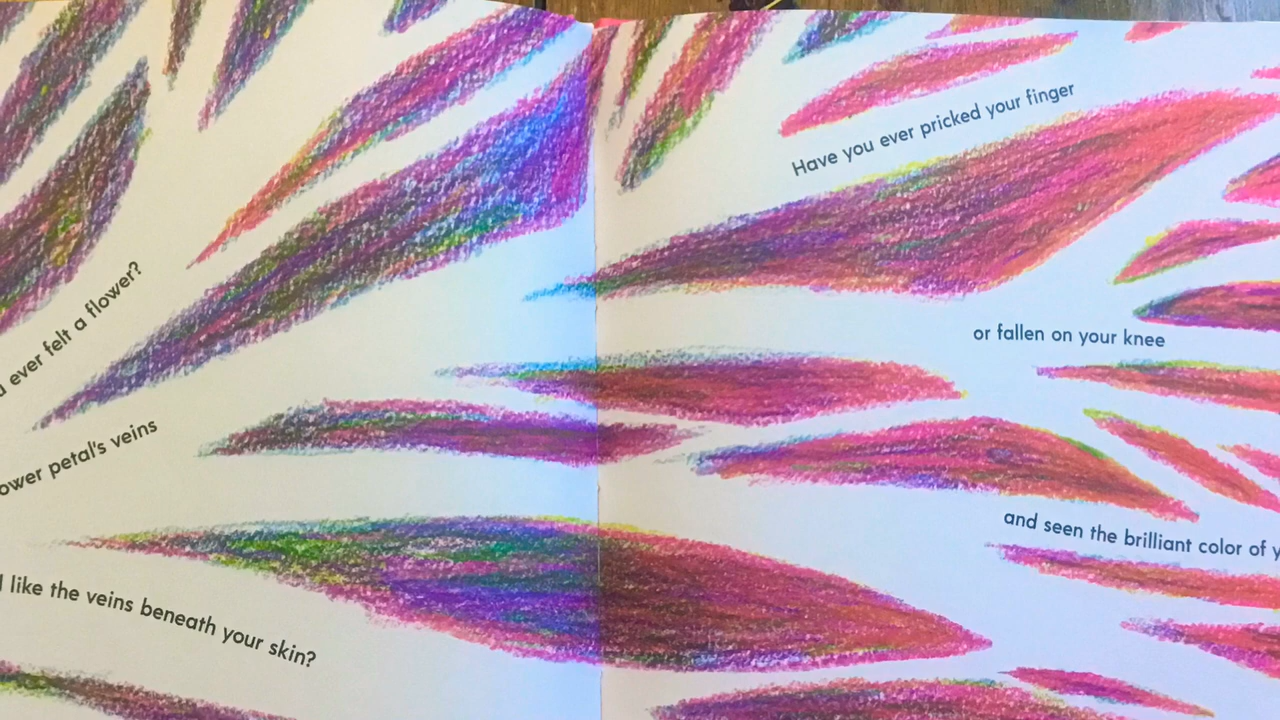 ever felt a flower?
petal's veins
like the veins beneath your skin?
Have you ever pricked your finger
or fallen on your knee
and seen the brilliant color of